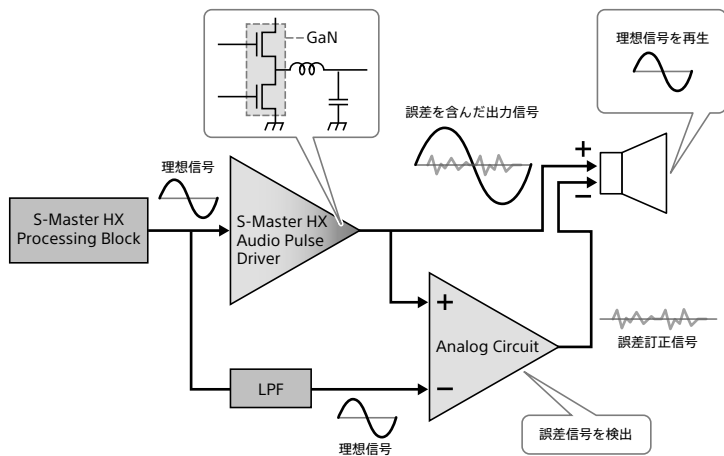 GaN
理想信号を再生
誤差を含んだ出力信号
理想信号
+
−
S-Master HX
Processing Block
S-Master HX
Audio Pulse
Driver
+
Analog Circuit
−
誤差訂正信号
LPF
理想信号
誤差信号を検出